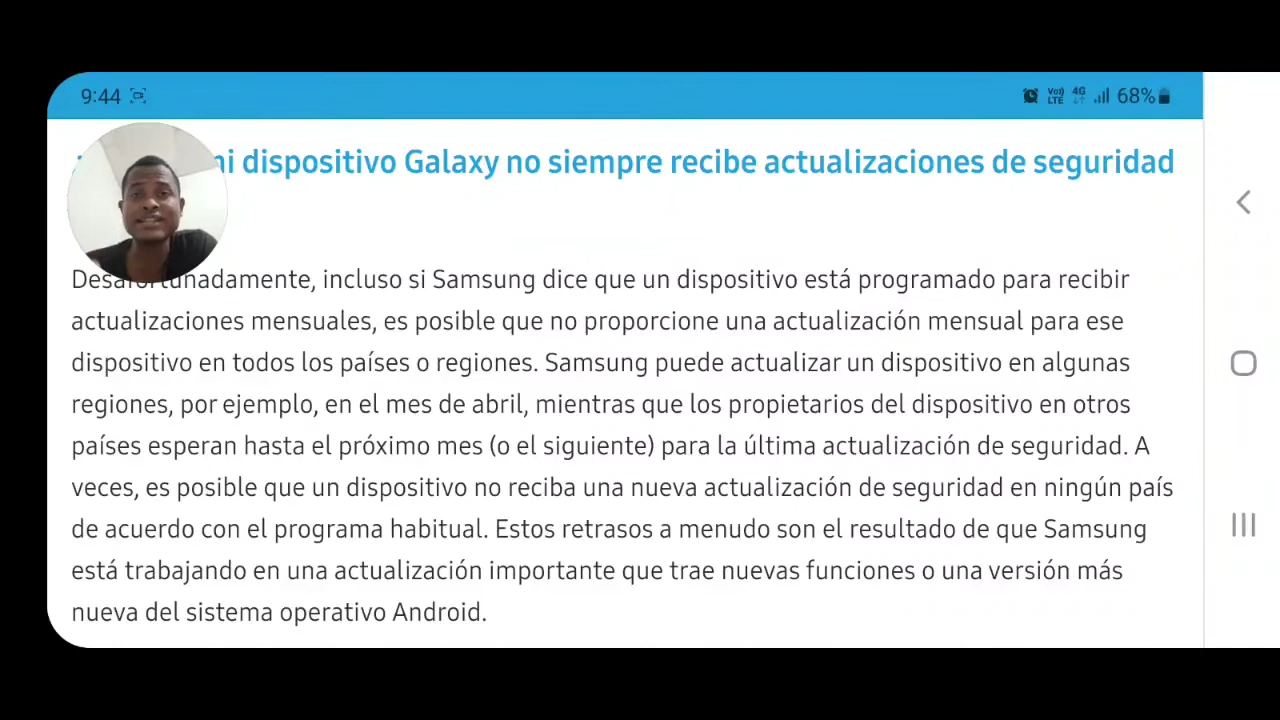 9:44 Vo)) LTE 4G 68%
mi dispositivo Galaxy no siempre recibe actualizaciones de seguridad
Desafortunadamente, incluso si Samsung dice que un dispositivo está programado para recibir
actualizaciones mensuales, es posible que no proporcione una actualización mensual para ese
dispositivo en todos los países o regiones. Samsung puede actualizar un dispositivo en algunas
regiones, por ejemplo, en el mes de abril, mientras que los propietarios del dispositivo en otros
países esperan hasta el próximo mes (o el siguiente) para la última actualización de seguridad. A
veces, es posible que un dispositivo no reciba una nueva actualización de seguridad en ningún país
de acuerdo con el programa habitual. Estos retrasos a menudo son el resultado de que Samsung
está trabajando en una actualización importante que trae nuevas funciones o una versión más
nueva del sistema operativo Android.